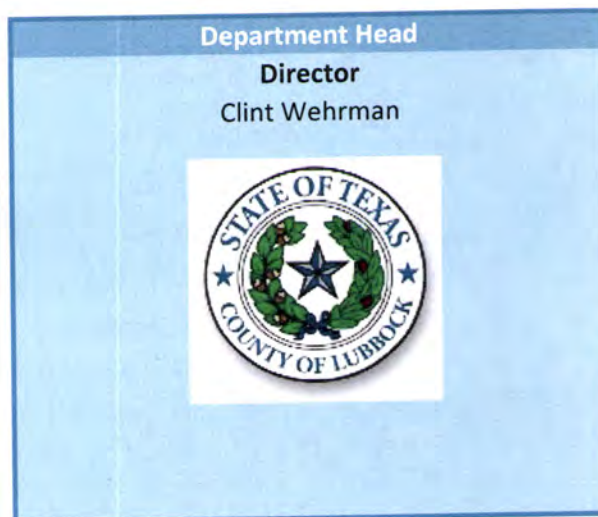 Department Head
Director
Clint Wehrman
STATE OF TEXAS
COUNTY OF LUBBOCK